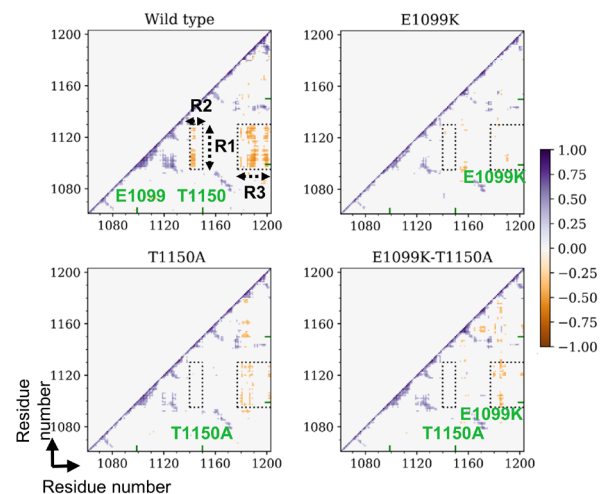 Wild type
E1099K
1200
1160
1120
1080
R2
R1
R3
E1099
T1150
1080
1120
1160
1200
1200
1160
1120
1080
E1099K
1080
1120
1160
1200
1.00
0.75
0.50
0.25
0.00
−0.25
−0.50
−0.75
−1.00
T1150A
E1099K-T1150A
1200
1160
1120
1080
T1150A
1080
1120
1160
1200
1200
1160
1120
1080
E1099K
T1150A
1080
1120
1160
1200
Residue
number
Residue number